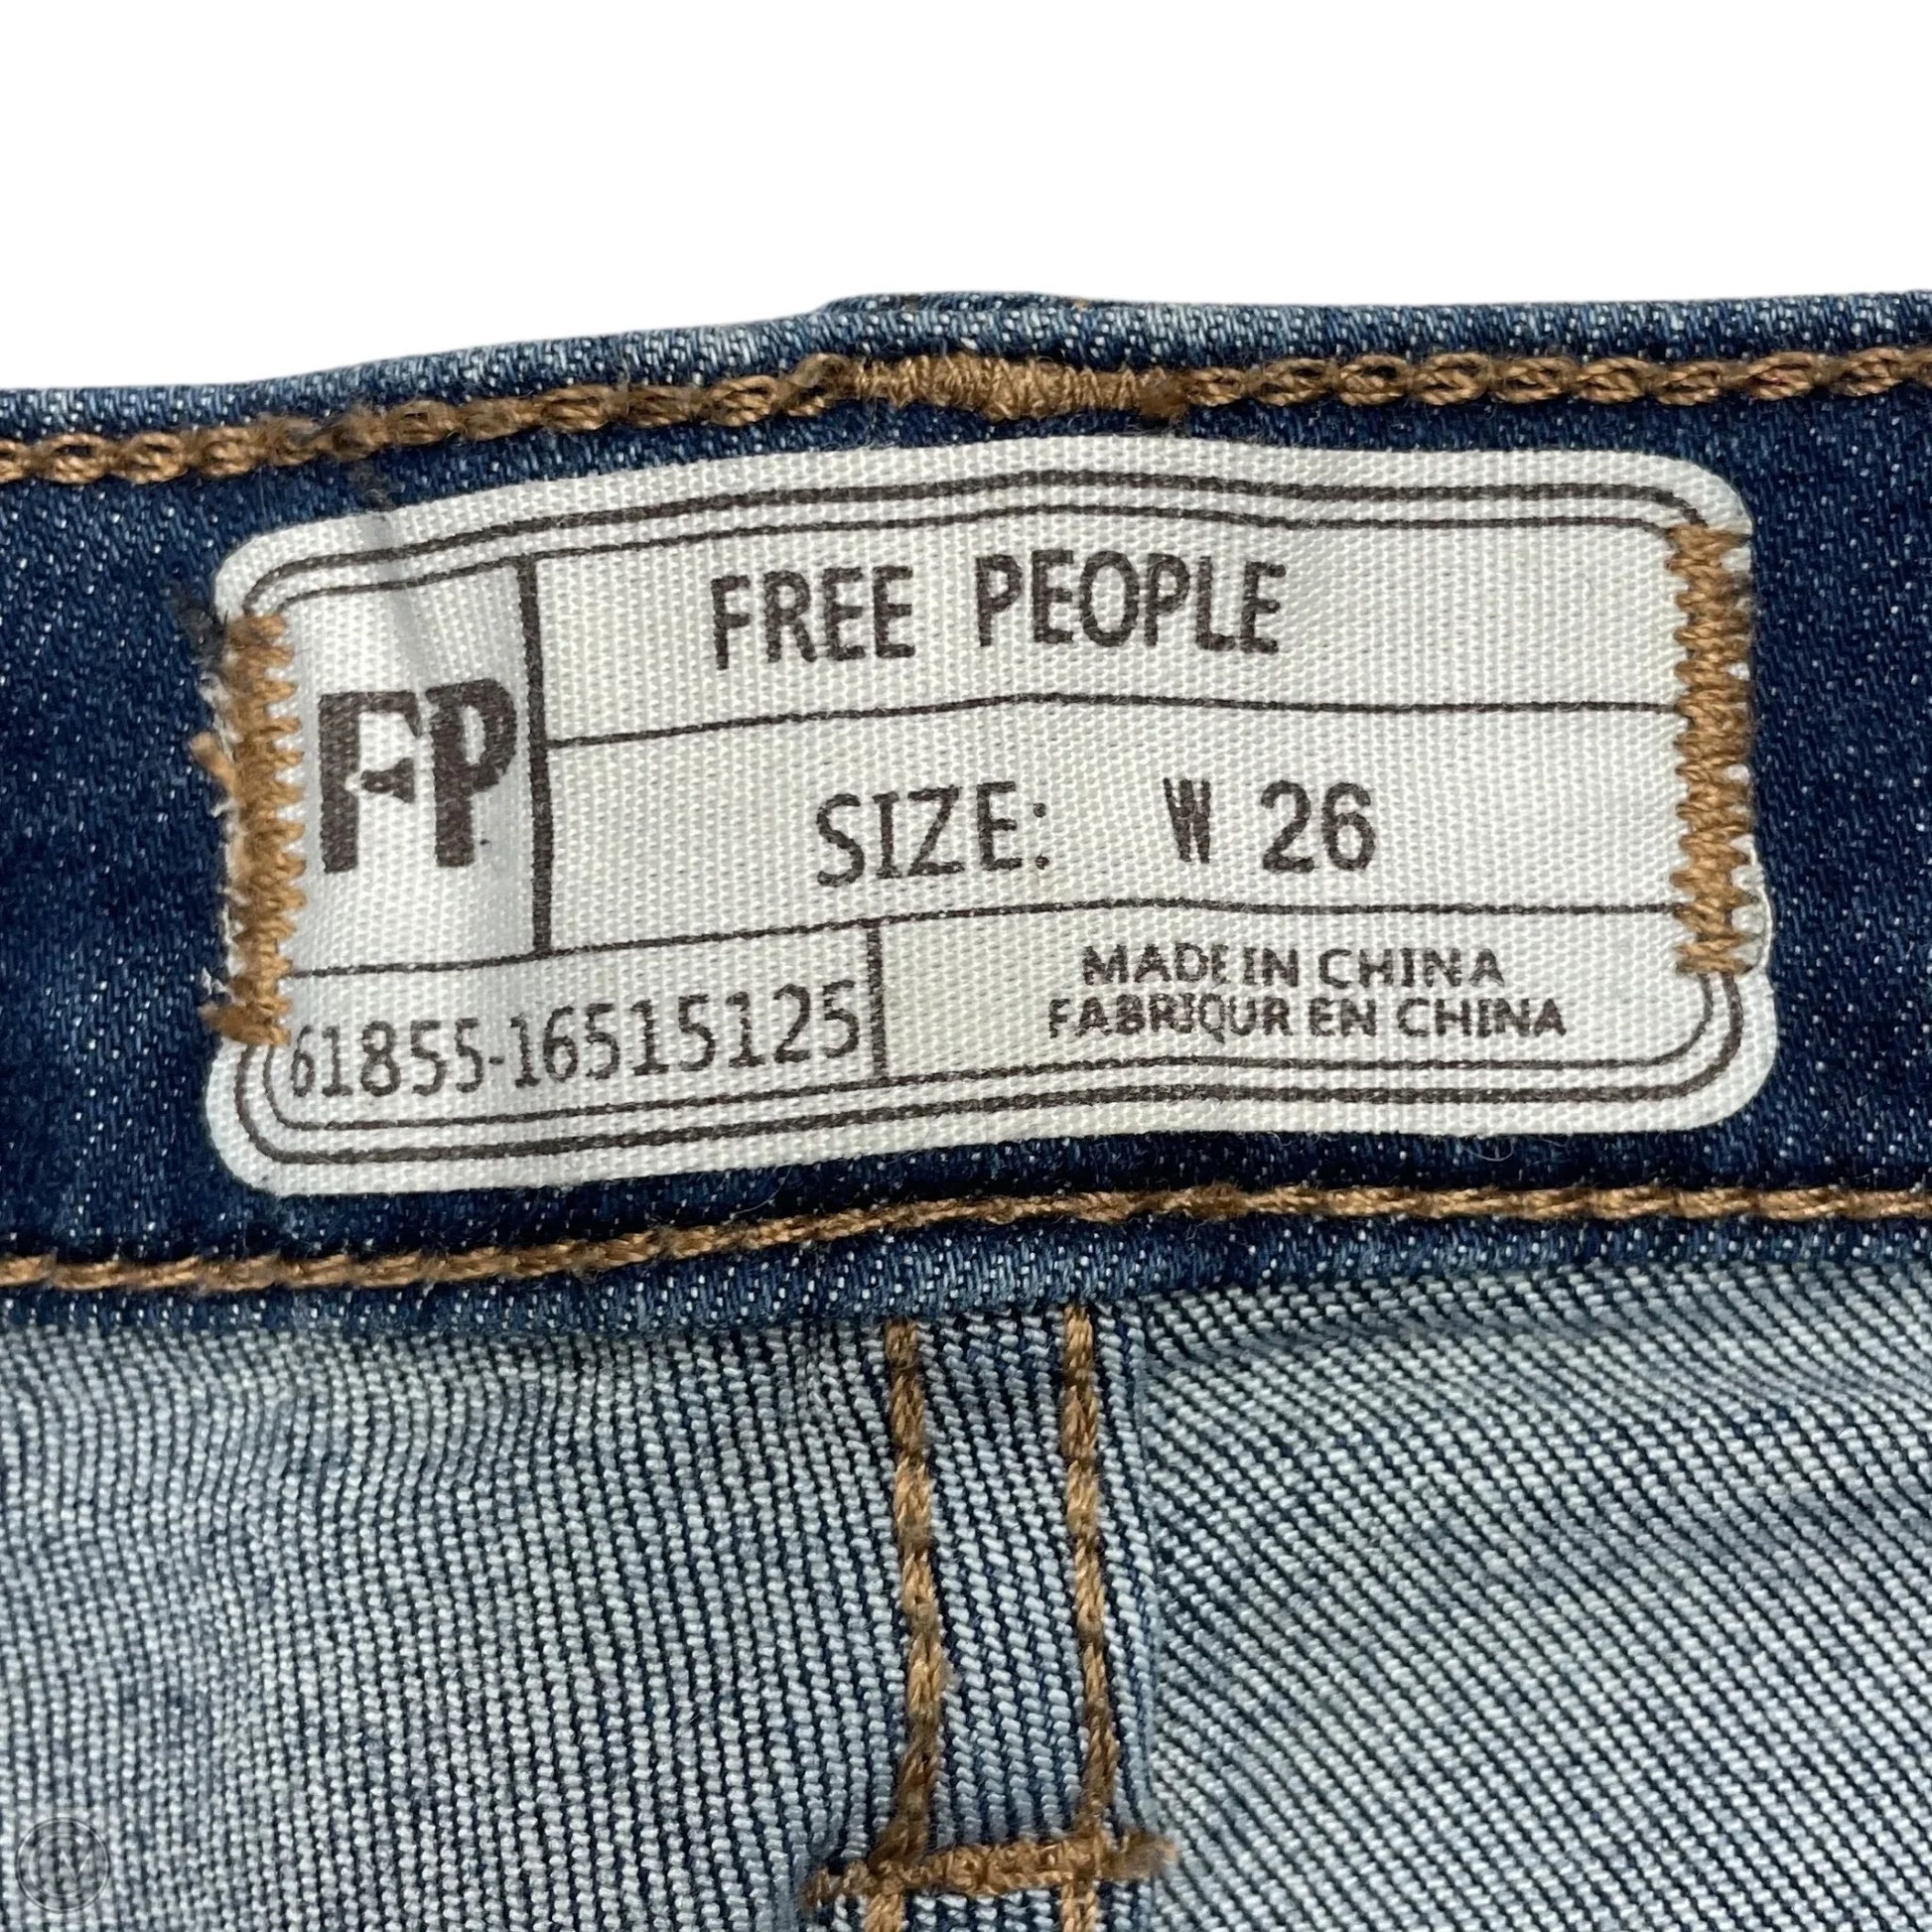 FREE PEOPLE
FP
SIZE: W 26
61855-16515125
MADE IN CHINA
FABRIQUR EN CHINA